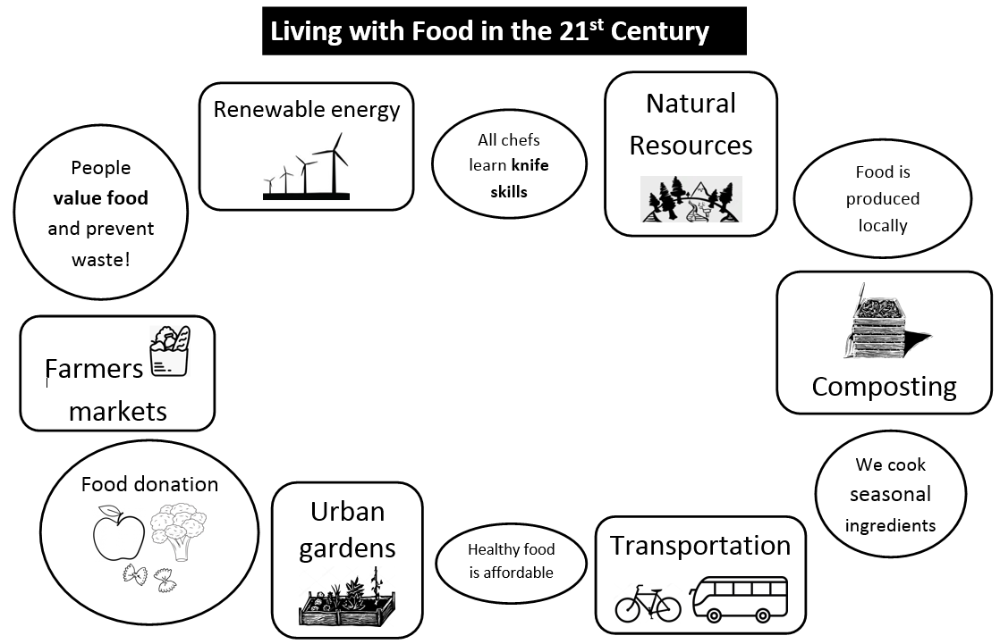 Living with Food in the 21st Century
Renewable energy
All chefs
learn knife
skills
Natural
Resources
Food is
produced
locally
Composting
We cook
seasonal
ingredients
Transportation
Healthy food
is affordable
Urban
gardens
Food donation
Farmers
markets
People
value food
and prevent
waste!